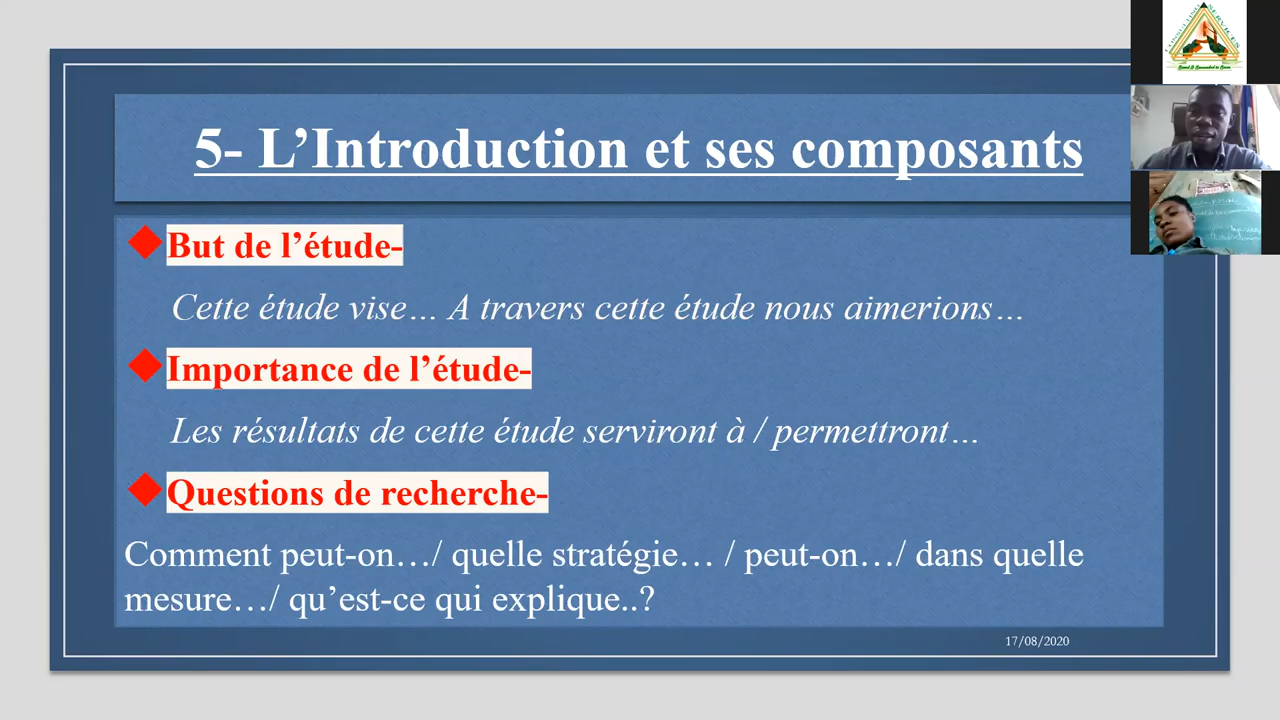 5- L’Introduction et ses composants
But de l’étude-
Cette étude vise… A travers cette étude nous aimerions…
Importance de l’étude-
Les résultats de cette étude serviront à / permettront…
Questions de recherche-
Comment peut-on…/ quelle stratégie… / peut-on…/ dans quelle
mesure…/ qu’est-ce qui explique..?
17/08/2020